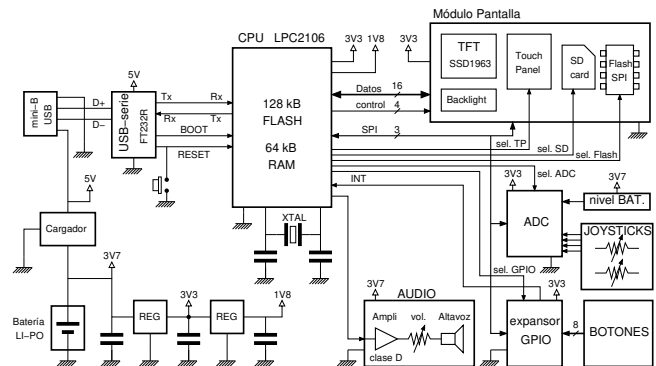 Módulo Pantalla
CPU LPC2106
3V3
1V8
3V3
TFT
SSD1963
Touch
Panel
SD
card
Flash
SPI
Backlight
5V
mini-B
USB
D+
D−
USB-serie
FT232R
Tx
Rx
Rx
Tx
BOOT
RESET
128 kB
FLASH
64 kB
RAM
Datos
16
control
4
SPI
3
sel. TP
sel. SD
sel. Flash
sel. ADC
INT
3V3
ADC
3V7
nivel BAT.
JOYSTICKS
5V
Cargador
XTAL
sel. GPIO
3V7
3V3
1V8
REG
REG
Batería
LI-PO
3V7
AUDIO
Ampli
vol.
Altavoz
clase D
3V3
expansor
GPIO
8
BOTONES